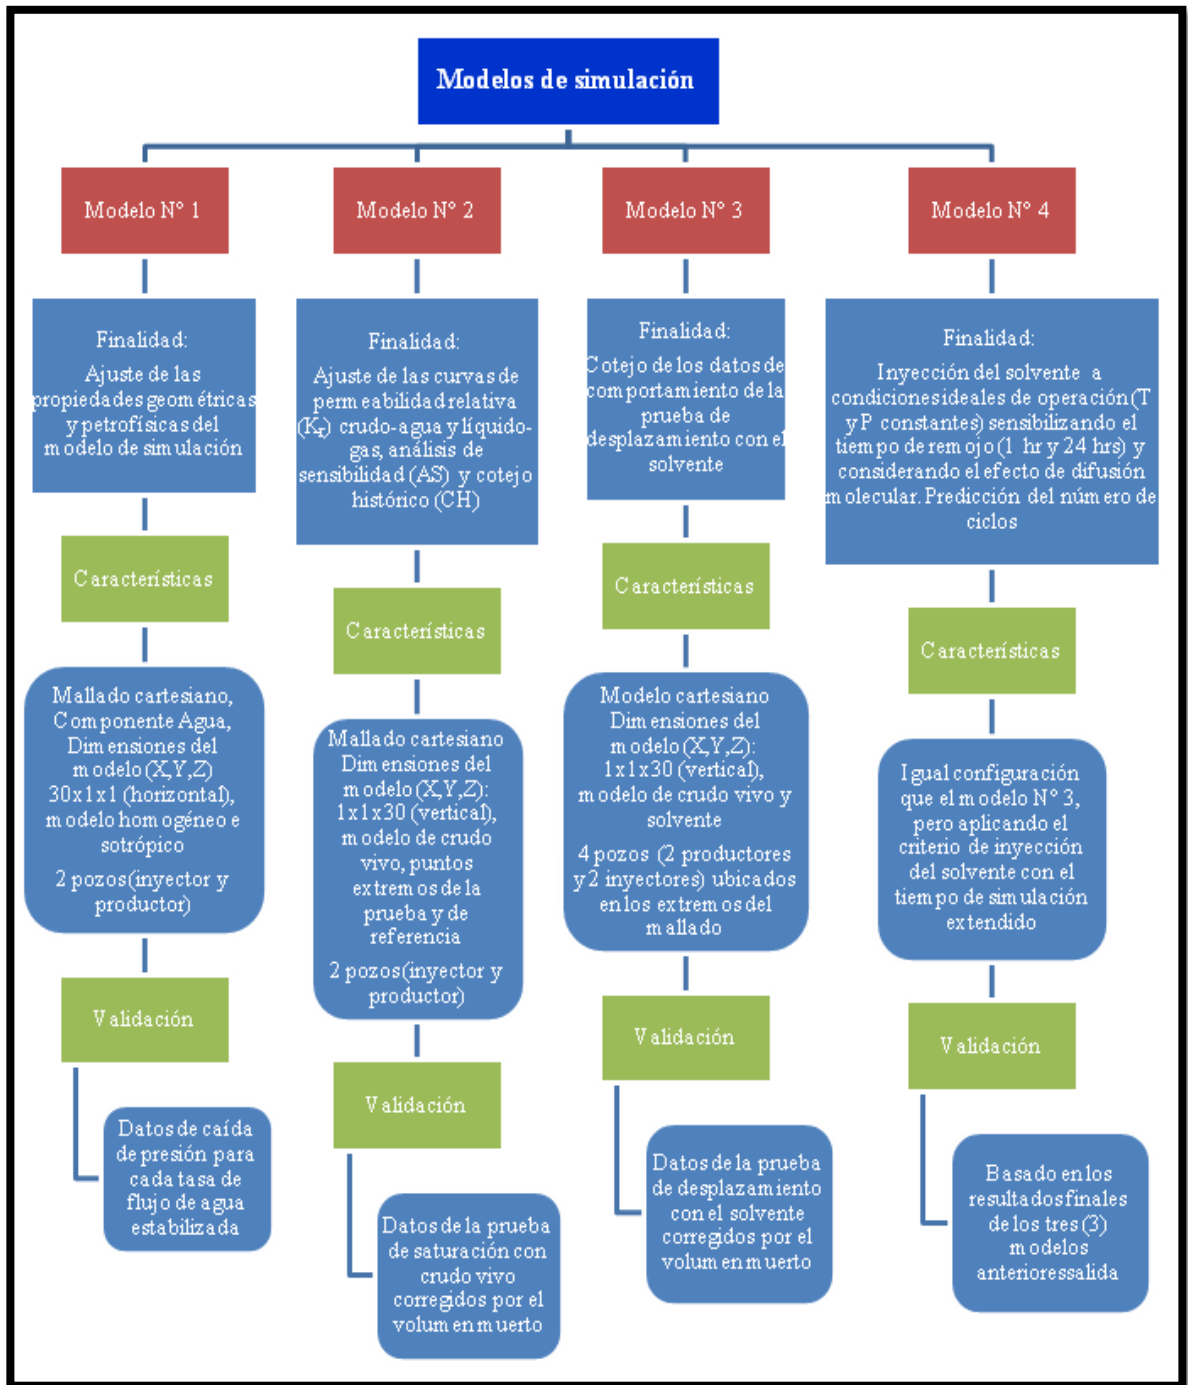 Modelos de simulación
Modelo N° 1
Modelo N° 2
Modelo N° 3
Modelo N° 4
Finalidad:
Ajuste de las
propiedades geométricas
y petrofísicas del
modelo de simulación
Características
Mallado cartesiano,
Componente Agua,
Dimensiones del
modelo (X,Y,Z)
30x1x1 (horizontal),
modelo homogéneo e
sotrópico
2 pozos (inyector y
productor)
Validación
Datos de caída
de presión para
cada tasa de
flujo de agua
estabilizada
Finalidad:
Ajuste de las curvas de
permeabilidad relativa
(Kr) crudo-agua y líquido-
gas, análisis de
sensibilidad (AS) y cotejo
histórico (CH)
Características
Mallado cartesiano
Dimensiones del
modelo (X,Y,Z):
1x1x30 (vertical),
modelo de crudo
vivo, puntos
extremos de la
prueba y de
referencia
2 pozos (inyector y
productor)
Validación
Datos de la prueba
de saturación con
crudo vivo
corregidos por el
volumen muerto
Finalidad:
Cotejo de los datos de
comportamiento de la
prueba de
desplazamiento con el
solvente
Características
Modelo cartesiano
Dimensiones del
modelo (X,Y,Z):
1x1x30 (vertical),
modelo de crudo vivo y
solvente
4 pozos (2 productores
y 2 inyectores) ubicados
en los extremos del
mallado
Validación
Datos de la prueba
de desplazamiento
con el solvente
corregidos por el
volumen muerto
Finalidad:
Inyección del solvente a
condiciones ideales de operación (T
y P constantes) sensibilizando el
tiempo de remojo (1 hr y 24 hrs) y
considerando el efecto de difusión
molecular. Predicción del número de
ciclos
Características
Igual configuración
que el modelo N° 3,
pero aplicando el
criterio de inyección
del solvente con el
tiempo de simulación
extendido
Validación
Basado en los
resultados finales
de los tres (3)
modelos
anterioressalida